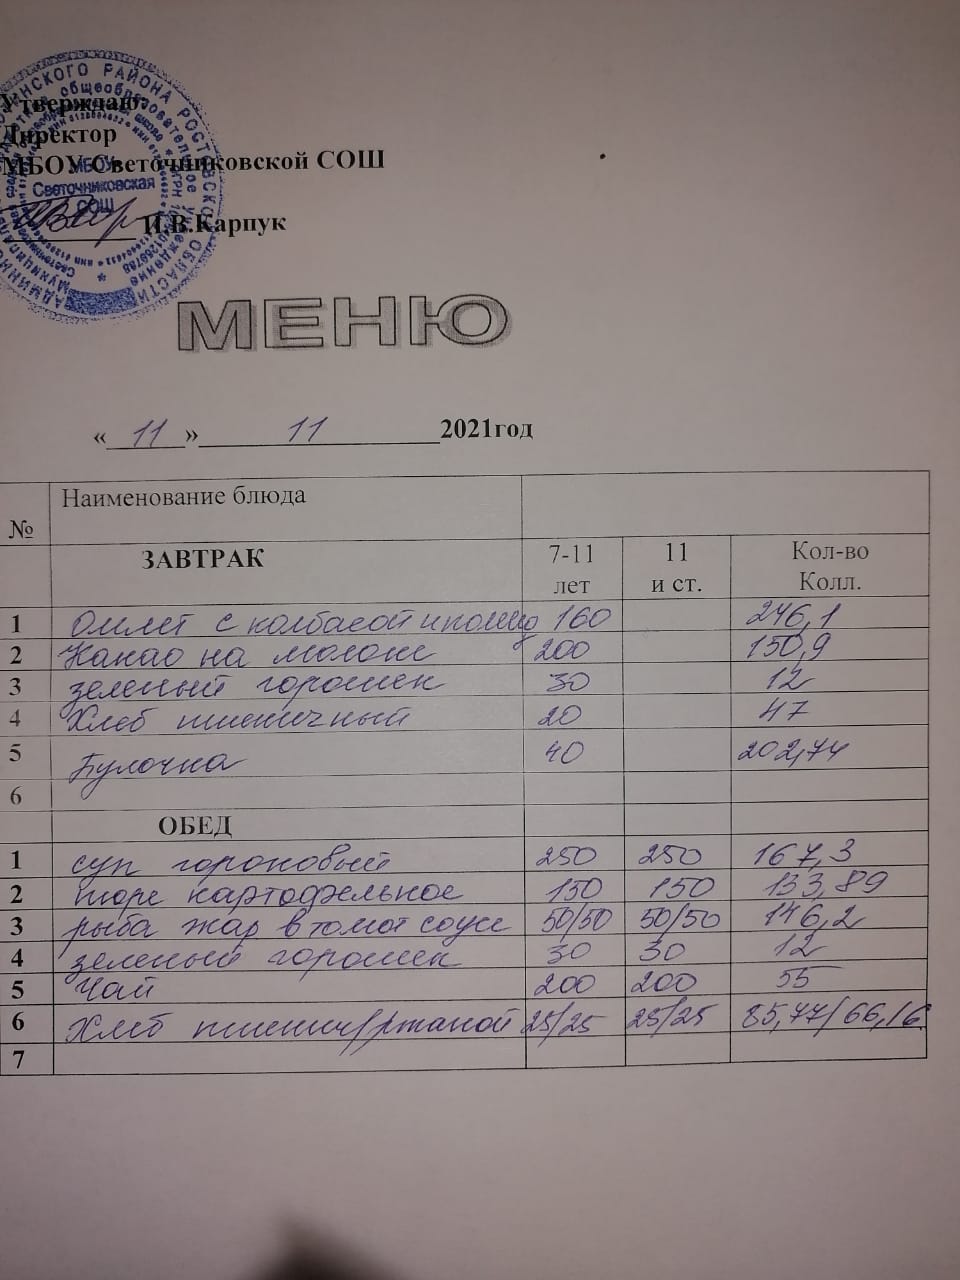 Утверждаю:
Директор
МБОУ Светочниковской СОШ
И.В.Карпук
МБОУ
Светочниковская
СОШ
МЕНЮ
« 11 » 11 2021год
№ Наименование блюда
ЗАВТРАК 7-11 лет 11 и ст. Кол-во Колл.
1 Омлет с колбасой 160 246,1
2 Какао на молоке 200 150,9
3 зеленый горошек 30 12
4 Хлеб пшеничный 20 47
5 Булочка 40 202,74
6
ОБЕД
1 суп гороховый 250 250 167,3
2 пюре картофельное 150 150 133,89
3 рыба жар в томат соусе 50/50 50/50 146,2
4 зеленый горошек 30 30 12
5 Чай 200 200 55
6 Хлеб пшенич/ржаной 25/25 25/25 85,77/66,16
7